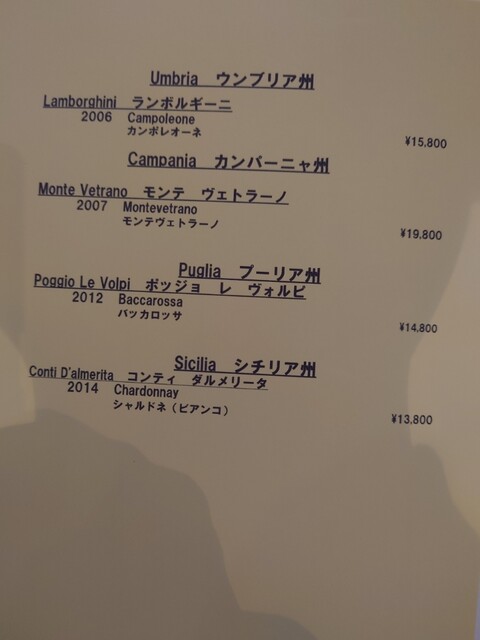 Umbria ウンブリア州
Lamborghini ランボルギーニ
2006 Campoleone
カンポレオーネ
¥15.800
Campania カンパーニャ州
Monte Vetrano モンテ ヴェトラーノ
2007 Montevetrano
モンテヴェトラーノ
¥19.800
Puglia プーリア州
Poggio Le Volpi ポッジョ レ ヴォルピ
2012 Baccarossa
バッカロッサ
¥14.800
Sicilia シチリア州
Conti D'almerita コンティ ダルメリータ
2014 Chardonnay
シャルドネ（ビアンコ）
¥13.800